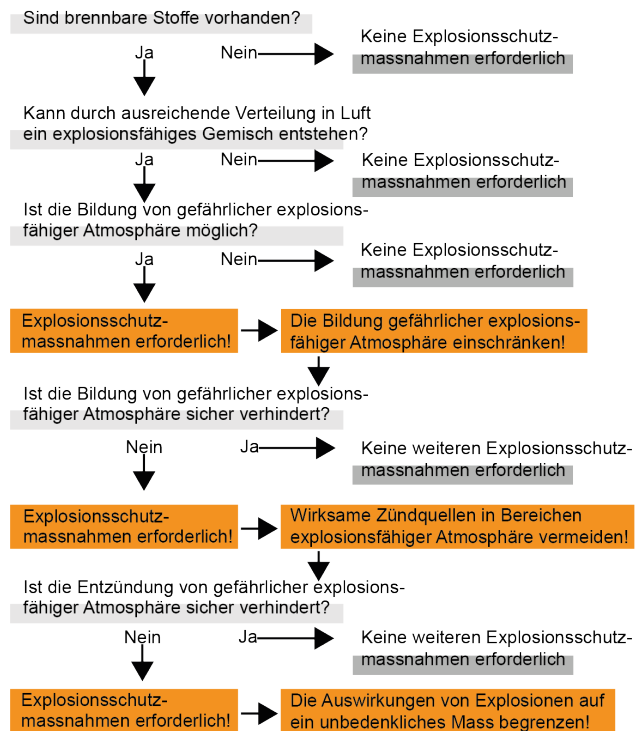 Sind brennbare Stoffe vorhanden?
Ja
Nein
Keine Explosionsschutz-
massnahmen erforderlich
Kann durch ausreichende Verteilung in Luft
ein explosionsfähiges Gemisch entstehen?
Ja
Nein
Keine Explosionsschutz-
massnahmen erforderlich
Ist die Bildung von gefährlicher explosions-
fähiger Atmosphäre möglich?
Ja
Nein
Keine Explosionsschutz-
massnahmen erforderlich
Explosionsschutz-
massnahmen erforderlich!
Die Bildung gefährlicher explosions-
fähiger Atmosphäre einschränken!
Ist die Bildung von gefährlicher explosions-
fähiger Atmosphäre sicher verhindert?
Nein
Ja
Keine weiteren Explosionsschutz-
massnahmen erforderlich
Explosionsschutz-
massnahmen erforderlich!
Wirksame Zündquellen in Bereichen
explosionsfähiger Atmosphäre vermeiden!
Ist die Entzündung von gefährlicher explosions-
fähiger Atmosphäre sicher verhindert?
Nein
Ja
Keine weiteren Explosionsschutz-
massnahmen erforderlich
Explosionsschutz-
massnahmen erforderlich!
Die Auswirkungen von Explosionen auf
ein unbedenkliches Mass begrenzen!